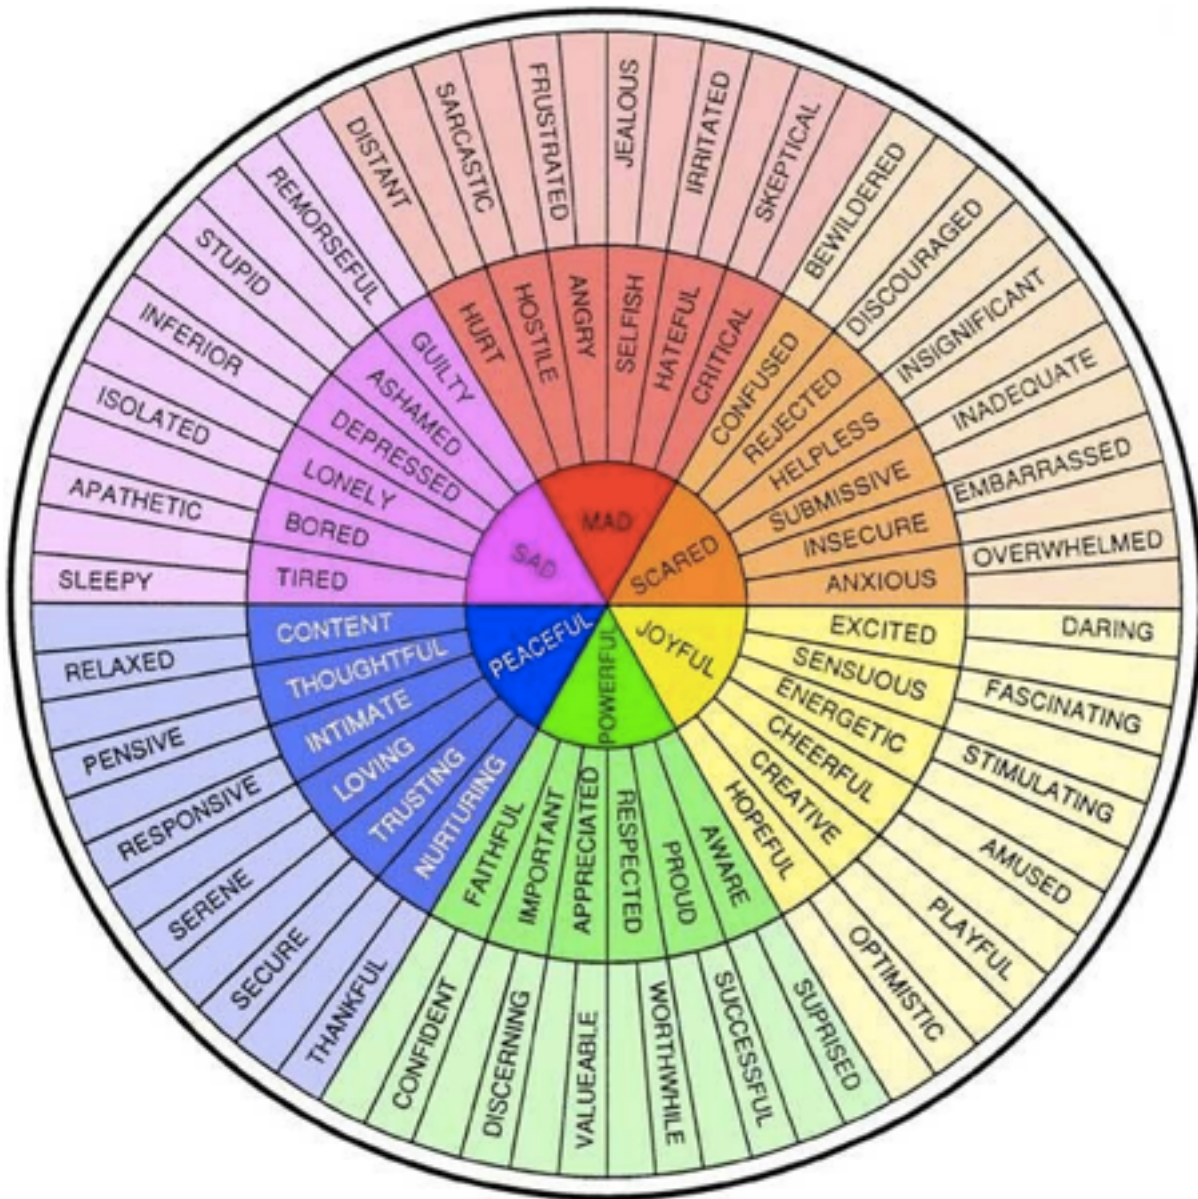 MAD
SCARED
JOYFUL
POWERFUL
PEACEFUL
SAD
HURT
HOSTILE
ANGRY
SELFISH
HATEFUL
CRITICAL
CONFUSED
REJECTED
HELPLESS
SUBMISSIVE
INSECURE
ANXIOUS
EXCITED
SENSUOUS
ENERGETIC
CHEERFUL
CREATIVE
HOPEFUL
AWARE
PROUD
RESPECTED
APPRECIATED
IMPORTANT
FAITHFUL
NURTURING
TRUSTING
LOVING
INTIMATE
THOUGHTFUL
CONTENT
TIRED
BORED
LONELY
DEPRESSED
ASHAMED
GUILTY
DISTANT
SARCASTIC
FRUSTRATED
JEALOUS
IRRITATED
SKEPTICAL
BEWILDERED
DISCOURAGED
INSIGNIFICANT
INADEQUATE
EMBARRASSED
OVERWHELMED
DARING
FASCINATING
STIMULATING
AMUSED
PLAYFUL
OPTIMISTIC
SUPRISED
SUCCESSFUL
WORTHWHILE
VALUEABLE
DISCERNING
CONFIDENT
THANKFUL
SECURE
SERENE
RESPONSIVE
PENSIVE
RELAXED
SLEEPY
APATHETIC
ISOLATED
INFERIOR
STUPID
REMORSEFUL